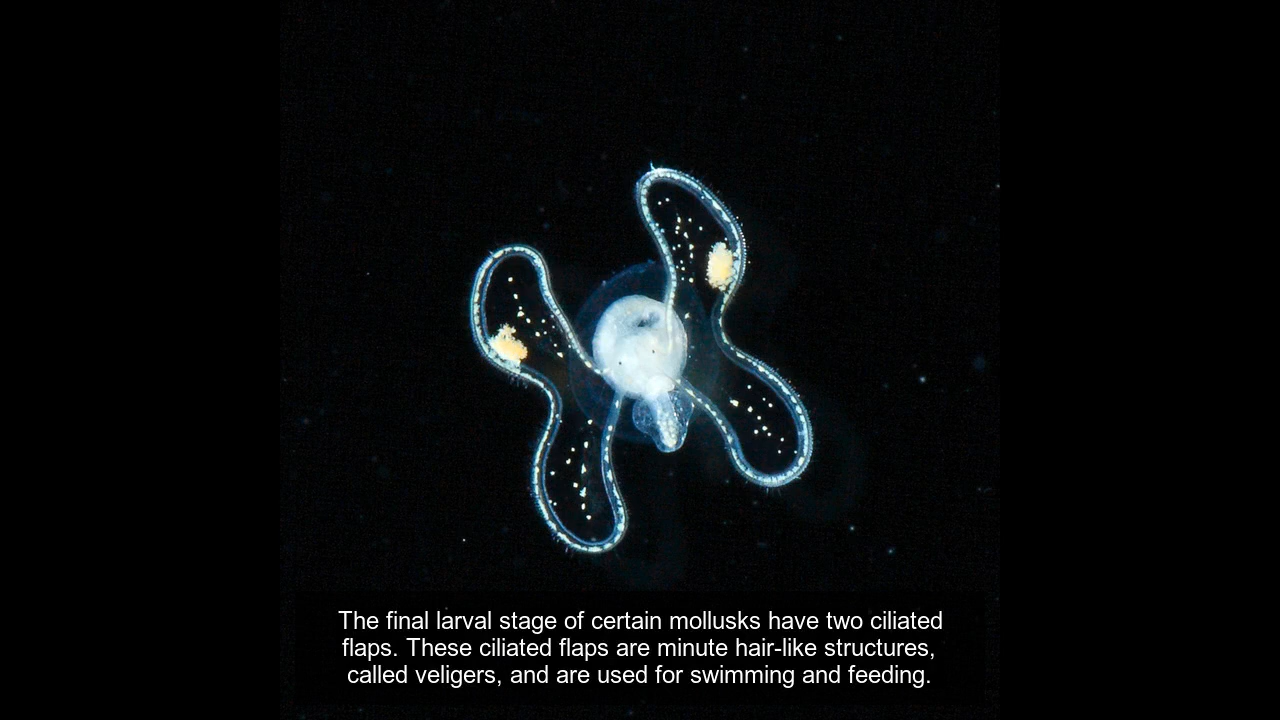 The final larval stage of certain mollusks have two ciliated
flaps. These ciliated flaps are minute hair-like structures,
called veligers, and are used for swimming and feeding.